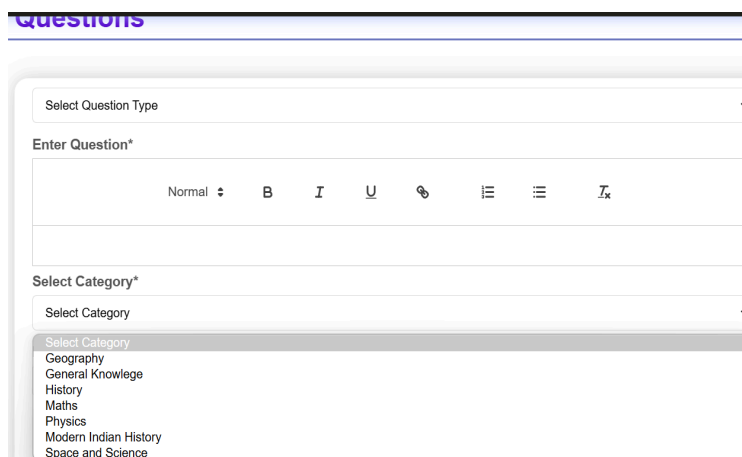 Questions
Select Question Type
Enter Question*
Normal B I U
Select Category*
Select Category
Select Category
Geography
General Knowlege
History
Maths
Physics
Modern Indian History
Space and Science